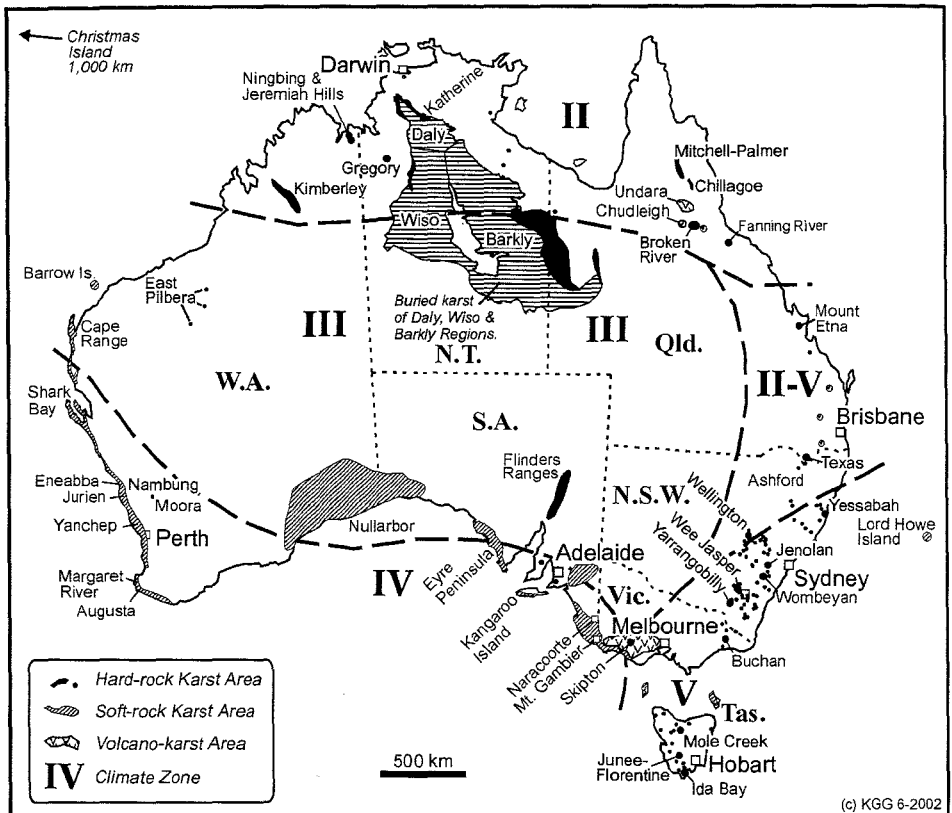 Christmas
Island
1,000 km
Darwin
Ningbing &
Jeremiah Hills
Katherine
II
Daly
Mitchell-Palmer
Gregory
Chillagoe
Kimberley
Undara
Chudleigh
Wiso
Fanning River
Barkly
Broken
River
Barrow Is.
East
Pilbara
Buried karst
of Daly, Wiso &
Barkly Regions.
Mount
Etna
Cape
Range
III
III
N.T.
Qld.
W.A.
II-V
Shark
Bay
Brisbane
S.A.
Texas
Flinders
Ranges
Ashford
Eneabba
Nambung
N.S.W.
Wellington
Jurien
Moora
Yessabah
Yanchep
Nullarbor
Wee Jasper
Lord Howe
Island
Perth
Yarrangobilly
Jenolan
Adelaide
Margaret
River
IV
Eyre
Peninsula
Sydney
Augusta
Vic.
Wombeyan
Kangaroo
Island
Melbourne
Naracoorte
Mt. Gambier
Skipton
Buchan
V
Tas.
Hard-rock Karst Area
Soft-rock Karst Area
Volcano-karst Area
IV Climate Zone
500 km
Mole Creek
Junee-
Florentine
Hobart
Ida Bay
(c) KGG 6-2002